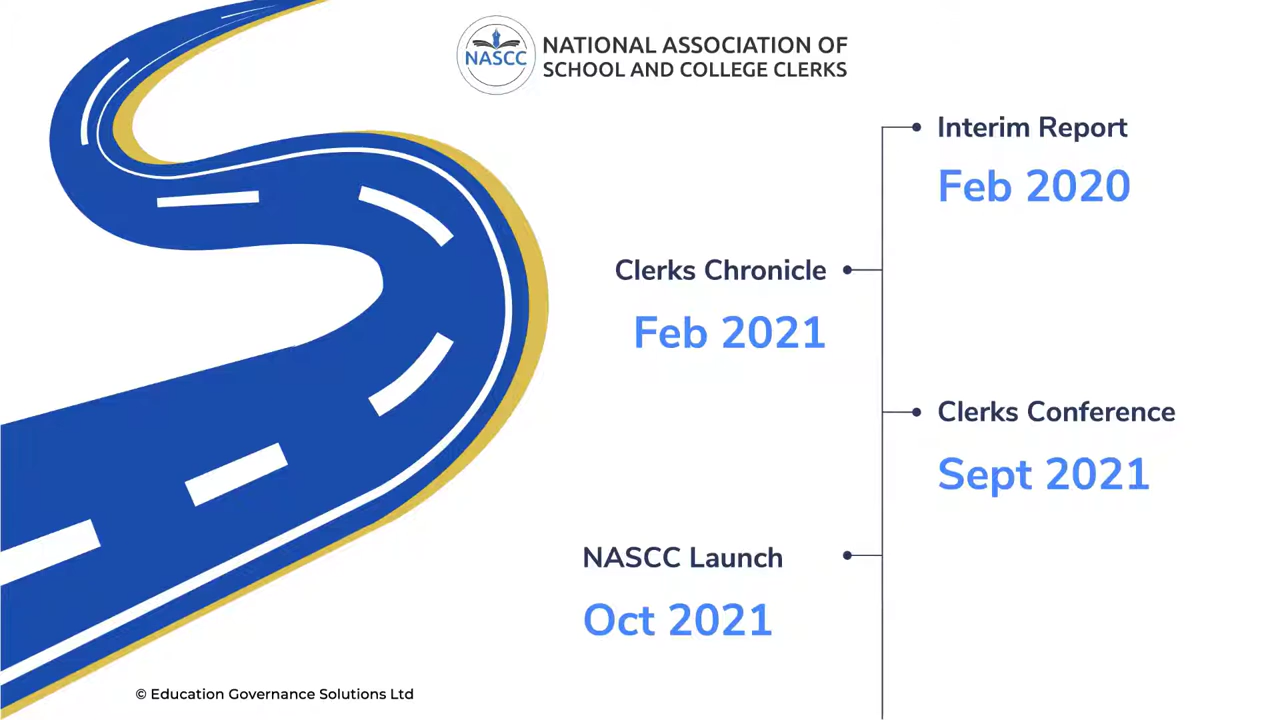 NASCC
NATIONAL ASSOCIATION OF
SCHOOL AND COLLEGE CLERKS
Interim Report
Feb 2020
Clerks Chronicle
Feb 2021
Clerks Conference
Sept 2021
NASCC Launch
Oct 2021
© Education Governance Solutions Ltd